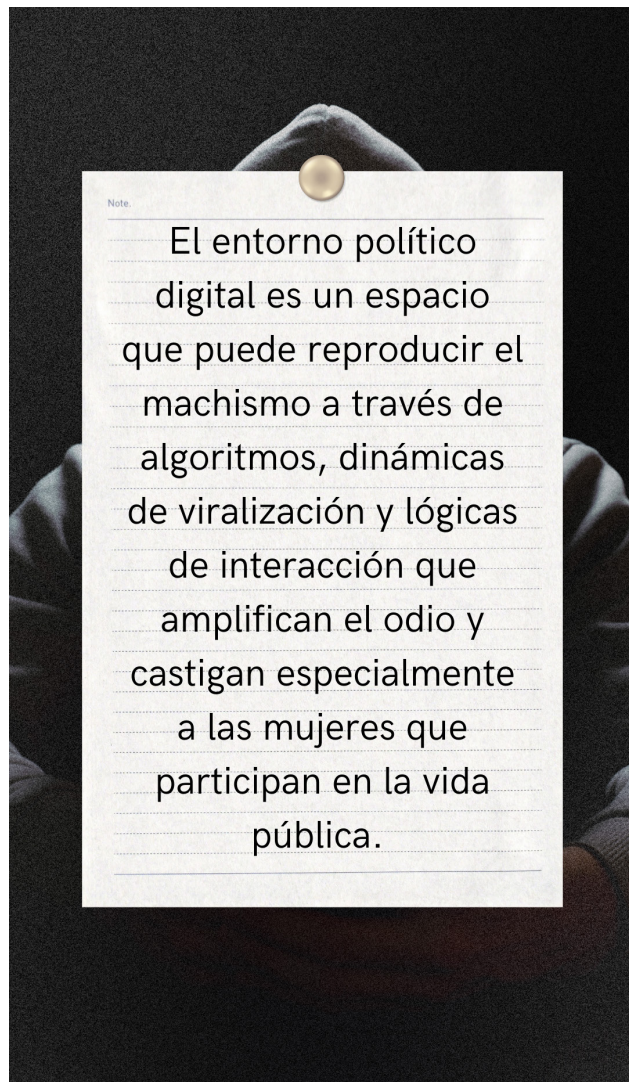 Note.
El entorno político
digital es un espacio
que puede reproducir el
machismo a través de
algoritmos, dinámicas
de viralización y lógicas
de interacción que
amplifican el odio y
castigan especialmente
a las mujeres que
participan en la vida
pública.